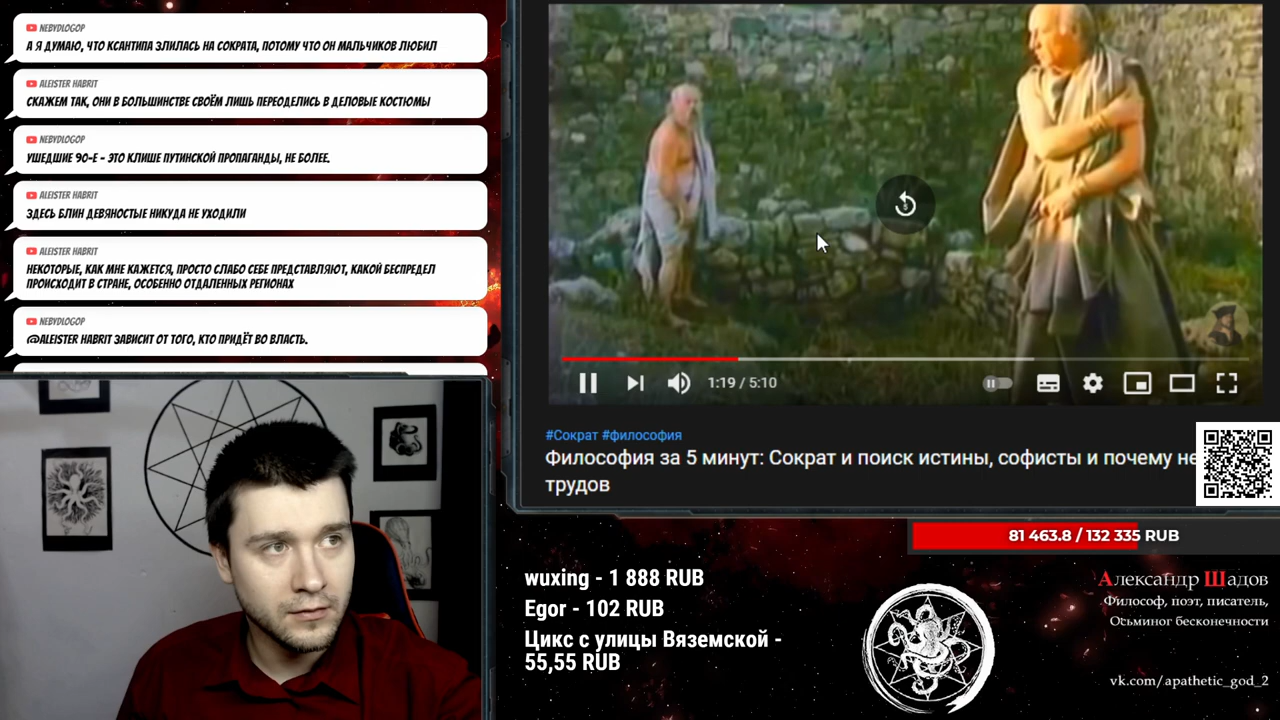 NEBYDLOGOP
А Я ДУМАЮ, ЧТО КСАНТИПА ЗЛИЛАСЬ НА СОКРАТА, ПОТОМУ ЧТО ОН МАЛЬЧИКОВ ЛЮБИЛ
ALEISTER HABRIT
СКАЖЕМ ТАК, ОНИ В БОЛЬШИНСТВЕ СВОЁМ ЛИШЬ ПЕРЕОДЕЛИСЬ В ДЕЛОВЫЕ КОСТЮМЫ
NEBYDLOGOP
УШЕДШИЕ 90-Е - ЭТО КЛИШЕ ПУТИНСКОЙ ПРОПАГАНДЫ, НЕ БОЛЕЕ.
ALEISTER HABRIT
ЗДЕСЬ БЛИН ДЕВЯНОСТЫЕ НИКУДА НЕ УХОДИЛИ
ALEISTER HABRIT
НЕКОТОРЫЕ, КАК МНЕ КАЖЕТСЯ, ПРОСТО СЛАБО СЕБЕ ПРЕДСТАВЛЯЮТ, КАКОЙ БЕСПРЕДЕЛ
ПРОИСХОДИТ В СТРАНЕ, ОСОБЕННО ОТДАЛЕННЫХ РЕГИОНАХ
NEBYDLOGOP
@ALEISTER HABRIT ЗАВИСИТ ОТ ТОГО, КТО ПРИДЁТ ВО ВЛАСТЬ.
5
1:19 / 5:10
#Сократ #философия
Философия за 5 минут: Сократ и поиск истины, софисты и почему не
трудов
81 463.8 / 132 335 RUB
wuxing - 1 888 RUB
Egor - 102 RUB
Цикс с улицы Вяземской -
55,55 RUB
Александр Шадов
Философ, поэт, писатель,
Осьминог бесконечности
vk.com/apathetic_god_2